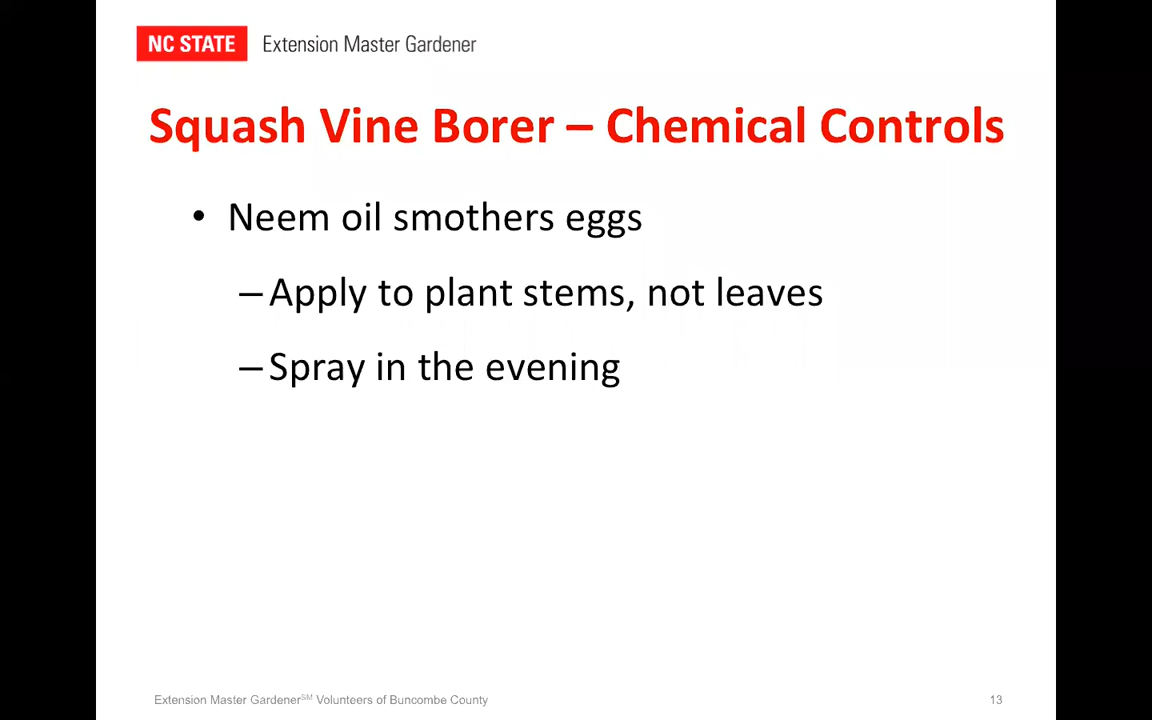 NC STATE Extension Master Gardener
Squash Vine Borer – Chemical Controls
• Neem oil smothers eggs
–Apply to plant stems, not leaves
–Spray in the evening
Extension Master GardenerSM Volunteers of Buncombe County 13